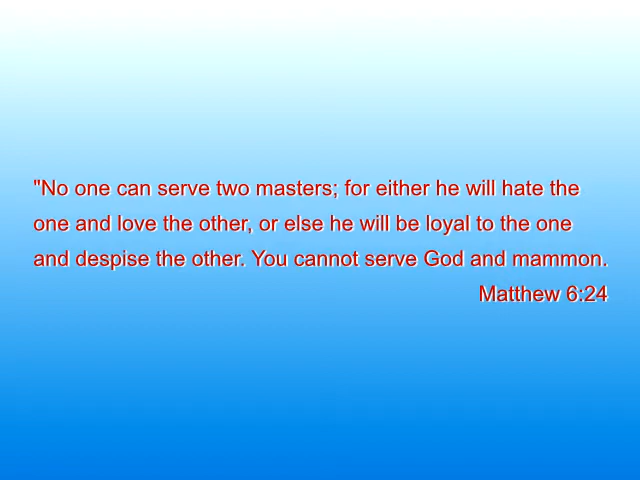 "No one can serve two masters; for either he will hate the
one and love the other, or else he will be loyal to the one
and despise the other. You cannot serve God and mammon.
Matthew 6:24